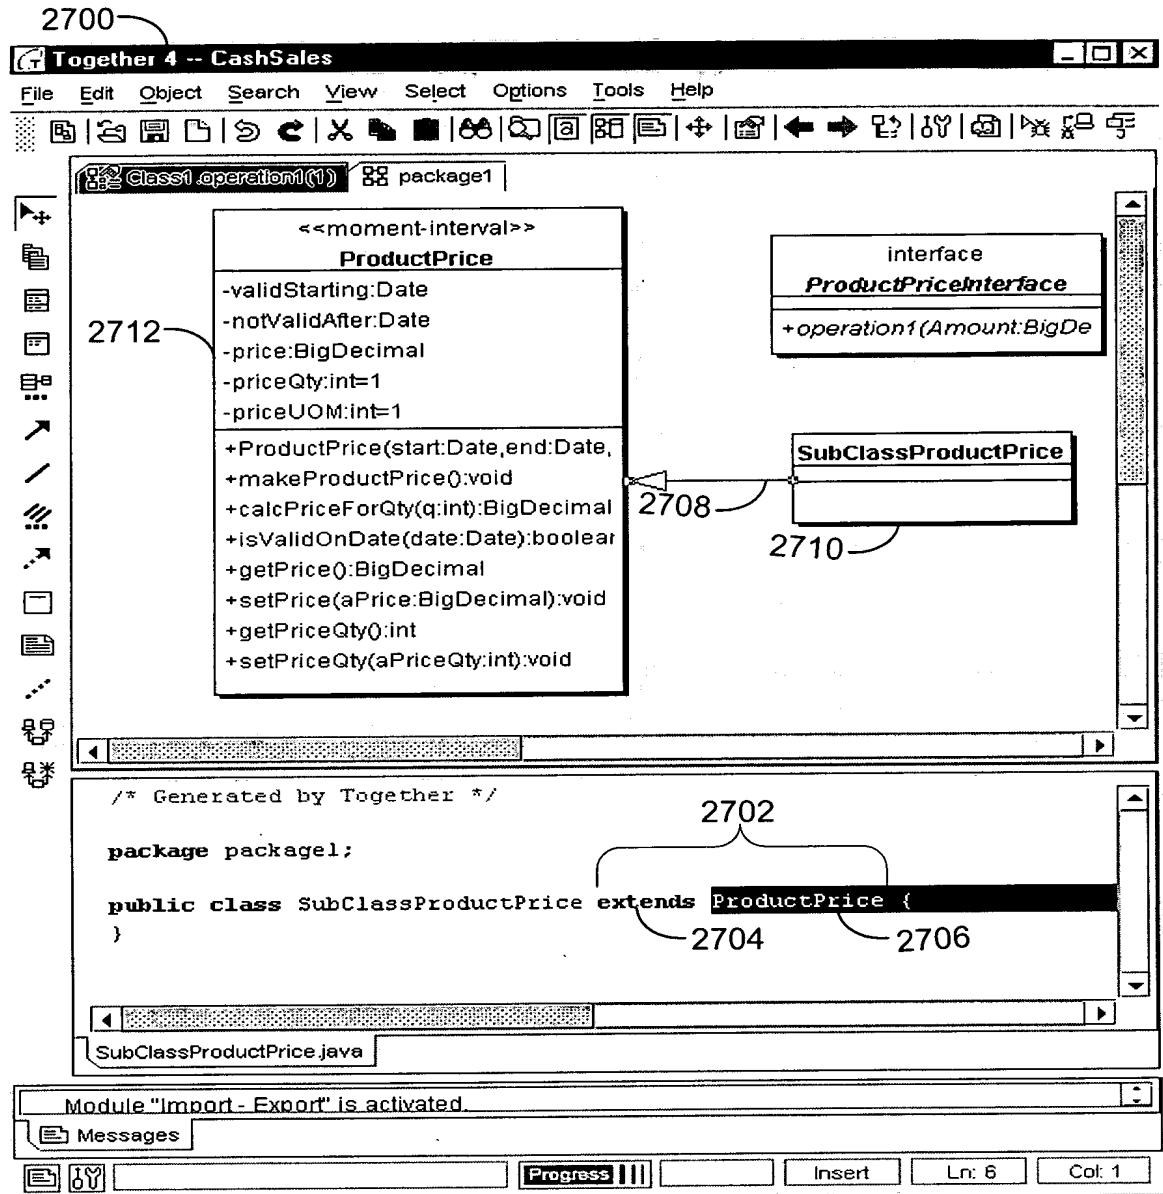 2700
Together 4 -- CashSales
File Edit Object Search View Select Options Tools Help
Class1.operation1(1) package1
<<moment-interval>>
ProductPrice
-validStarting:Date
-notValidAfter:Date
-price:BigDecimal
-priceQty:int=1
-priceUOM:int=1
+ProductPrice(start:Date,end:Date,
+makeProductPrice():void
+calcPriceForQty(q:int):BigDecimal
+isValidOnDate(date:Date):boolear
+getPrice():BigDecimal
+setPrice(aPrice:BigDecimal):void
+getPriceQty():int
+setPriceQty(aPriceQty:int):void
2712
interface
ProductPriceInterface
+operation1(Amount:BigDe
SubClassProductPrice
2708
2710
/* Generated by Together */
2702
package package1;
public class SubClassProductPrice extends ProductPrice {
}
2704
2706
SubClassProductPrice.java
Module "Import - Export" is activated.
Messages
Progress Insert Ln: 6 Col: 1